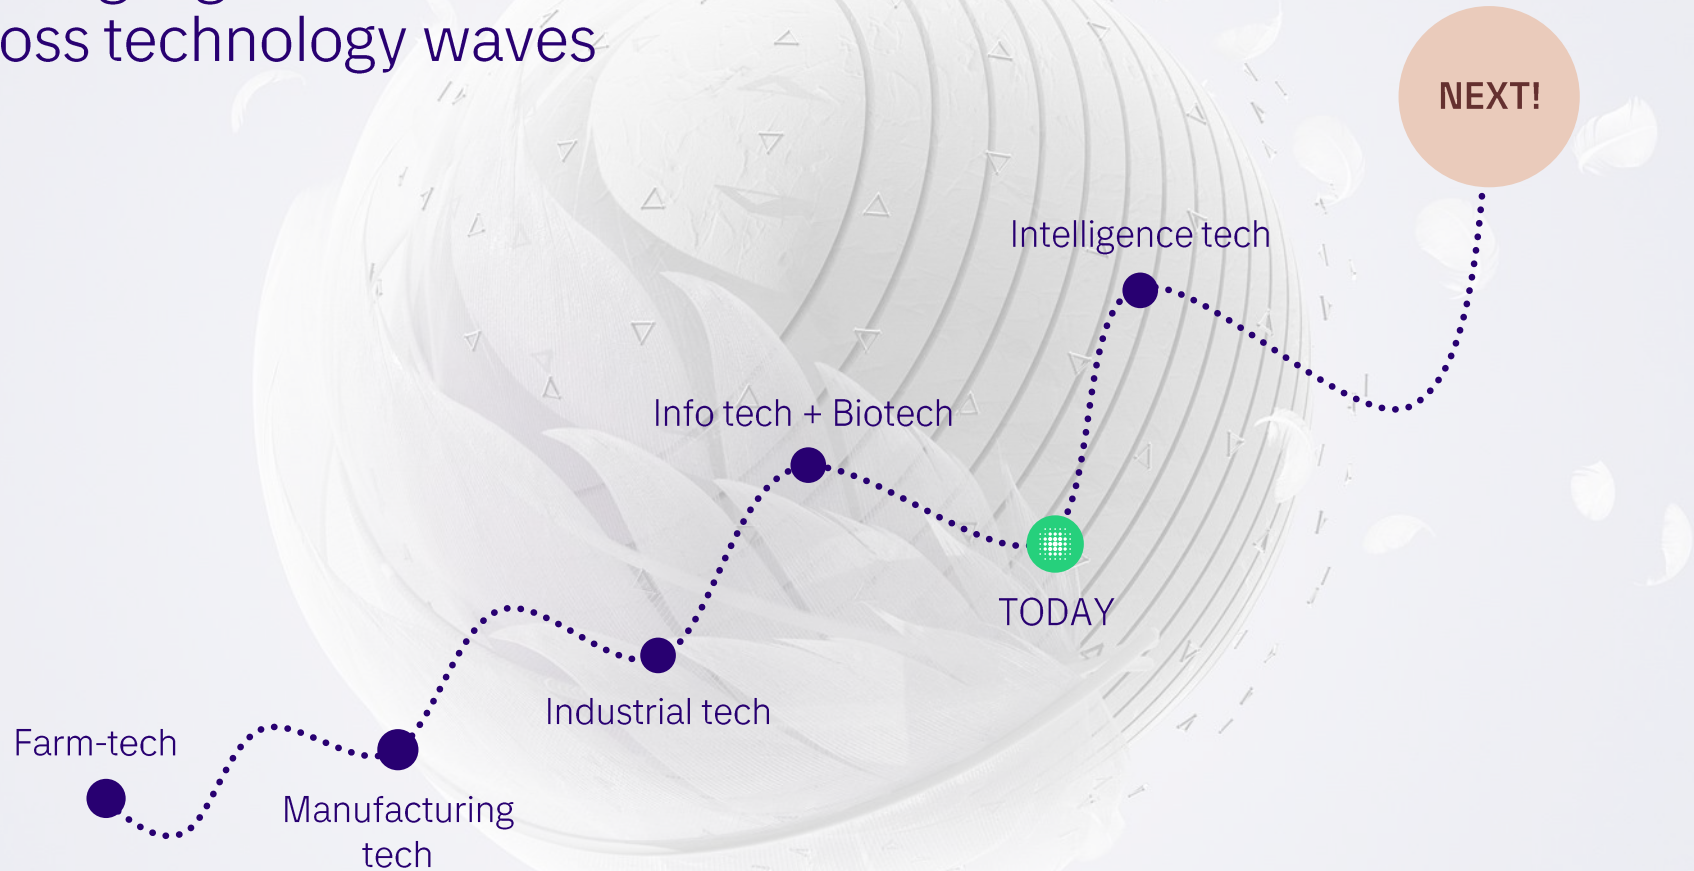 oss technology waves
NEXT!
Intelligence tech
Info tech + Biotech
TODAY
Industrial tech
Farm-tech
Manufacturing
tech